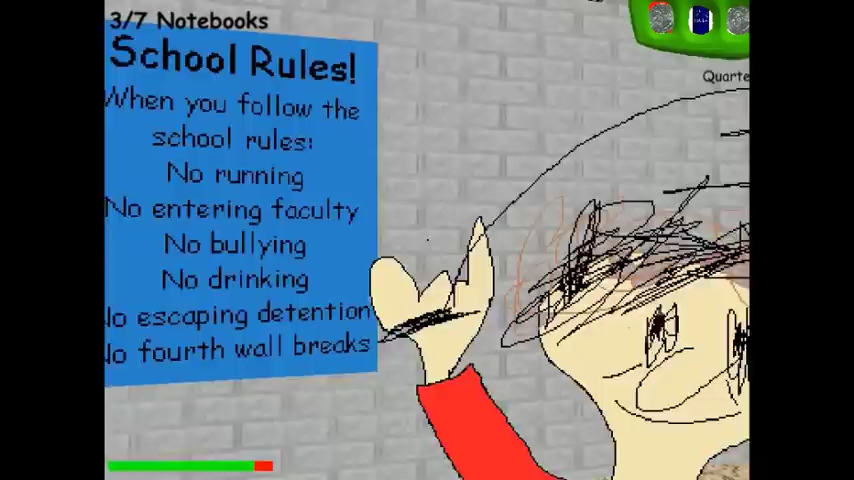 3/7 Notebooks
School Rules!
When you follow the
school rules:
No running
No entering faculty
No bullying
No drinking
No escaping detention
No fourth wall breaks
Quarte